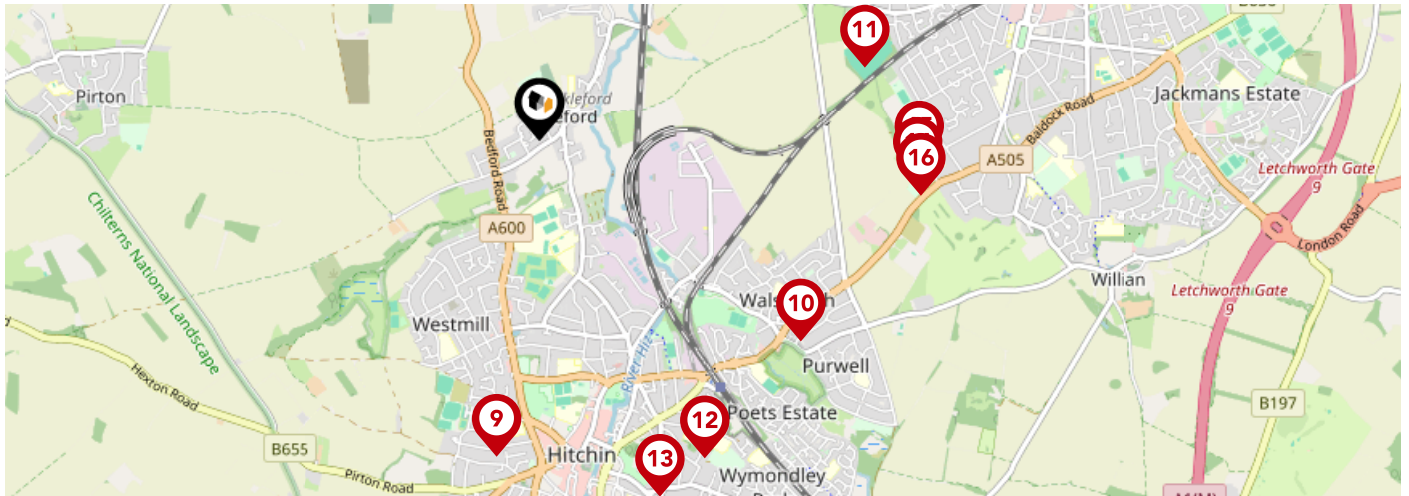 11
Pirton
Jackmans Estate
Baldock Road
Bedford Road
16
A505
Letchworth Gate
9
Chilterns National Landscape
A600
London Road
Willian
10
Letchworth Gate
9
Westmill
River Hiz
Purwell
Hexton Road
B197
9
12
Poets Estate
B655
Hitchin
13
Wymondley
Pirton Road